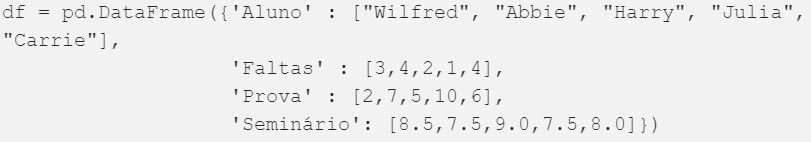 df = pd.DataFrame({'Aluno' : ["Wilfred", "Abbie", "Harry", "Julia",
"Carrie"],
'Faltas' : [3,4,2,1,4],
'Prova' : [2,7,5,10,6],
'Seminário': [8.5,7.5,9.0,7.5,8.0]})